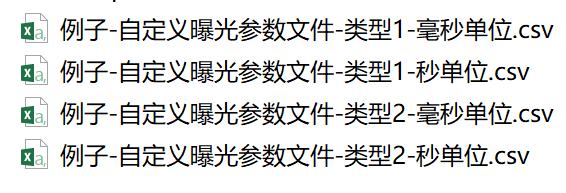 例子-自定义曝光参数文件-类型1-毫秒单位.csv
例子-自定义曝光参数文件-类型1-秒单位.csv
例子-自定义曝光参数文件-类型2-毫秒单位.csv
例子-自定义曝光参数文件-类型2-秒单位.csv